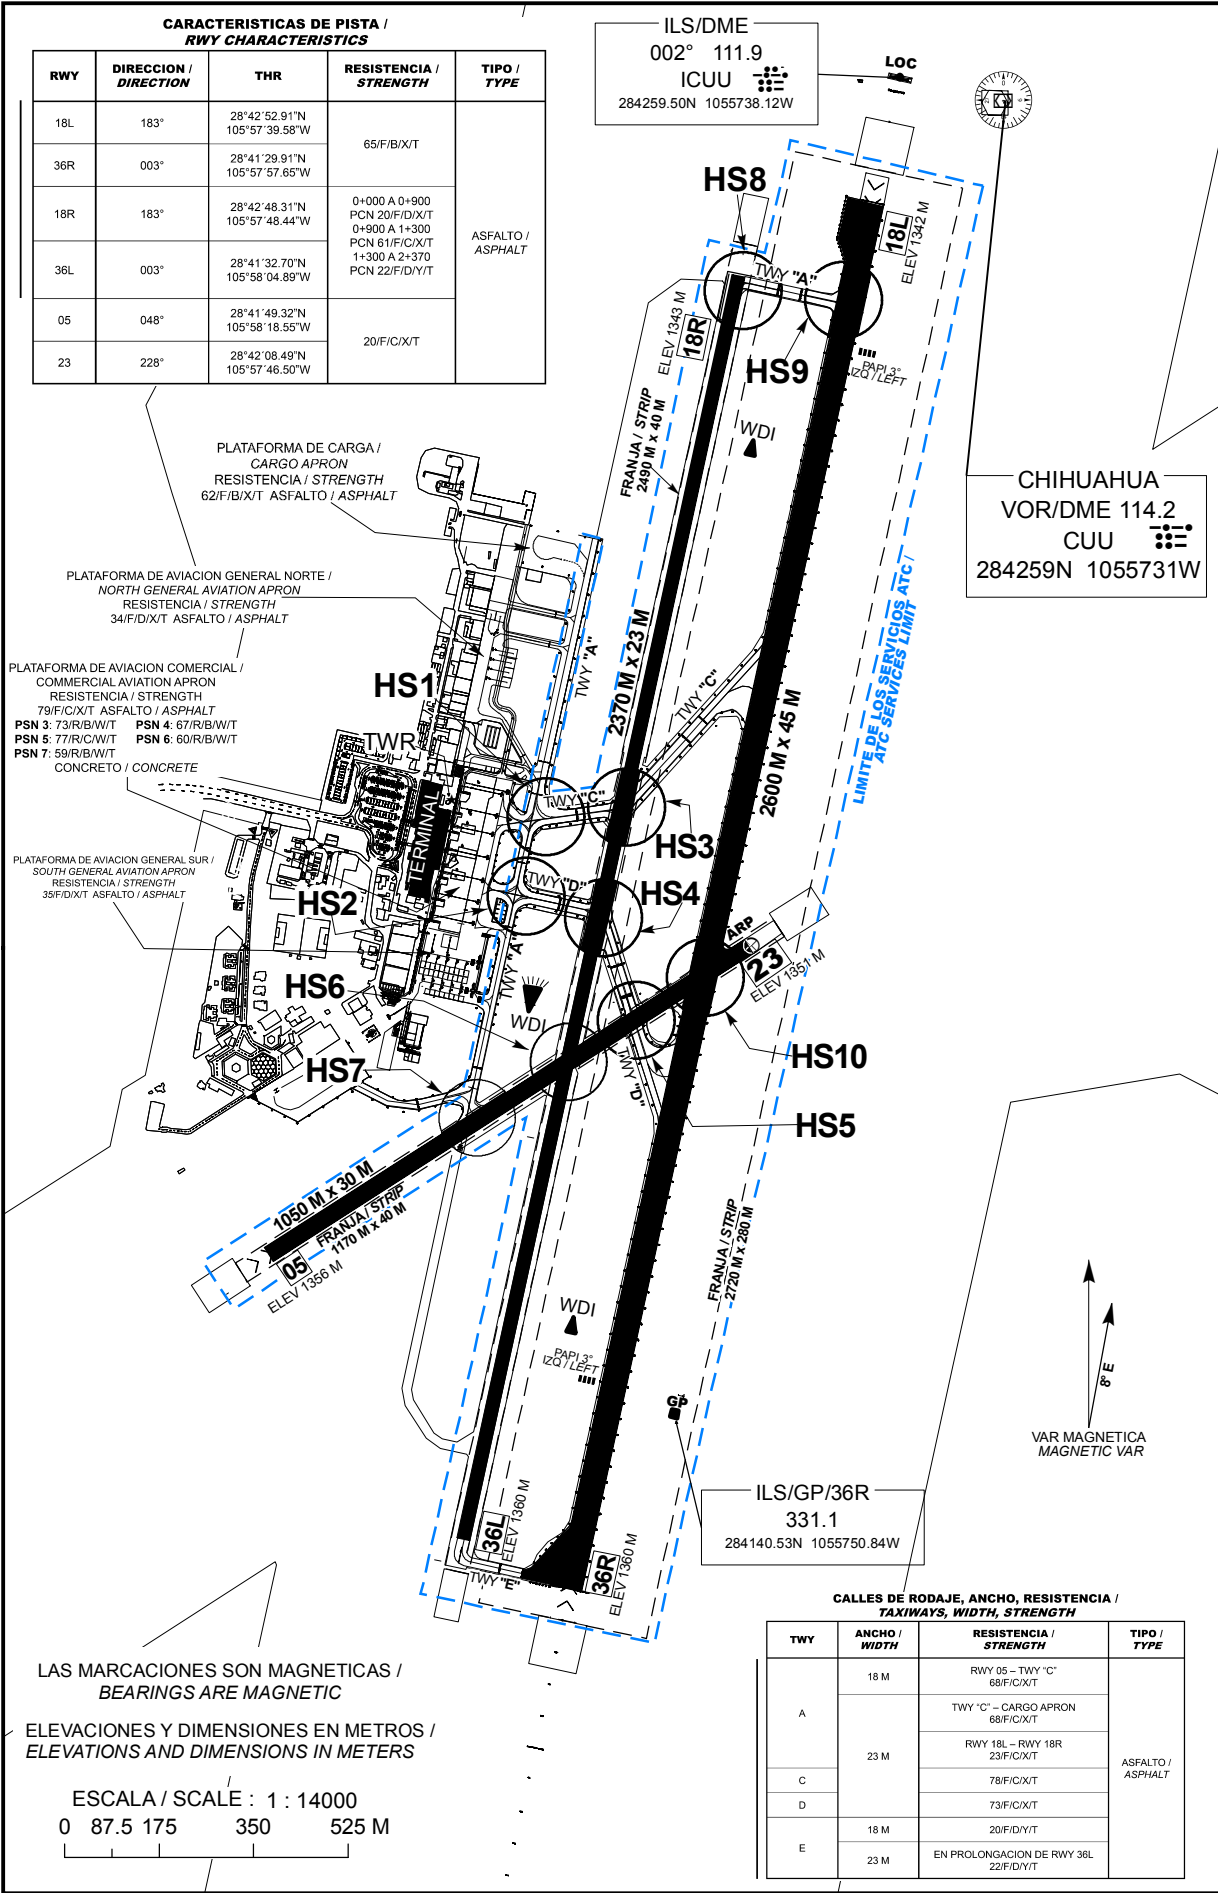 CARACTERISTICAS DE PISTA /
RWY CHARACTERISTICS
RWY
DIRECCION /
DIRECTION
THR
RESISTENCIA /
STRENGTH
TIPO /
TYPE
18L
183°
28°42´52.91"N
105°57´39.58"W
65/F/B/X/T
36R
003°
28°41´29.91"N
105°57´57.65"W
18R
183°
28°42´48.31"N
105°57´48.44"W
0+000 A 0+900
PCN 20/F/D/X/T
0+900 A 1+300
PCN 61/F/C/X/T
1+300 A 2+370
PCN 22/F/D/Y/T
36L
003°
28°41´32.70"N
105°58´04.89"W
05
048°
28°41´49.32"N
105°58´18.55"W
20/F/C/X/T
23
228°
28°42´08.49"N
105°57´46.50"W
ASFALTO /
ASPHALT
ILS/DME
002° 111.9
ICUU
284259.50N 1055738.12W
LOC
HS8
TWY "A"
18L
ELEV 1342 M
18R
ELEV 1343 M
HS9
PAPI 3°
IZQ / LEFT
WDI
FRANJA / STRIP
2490 M x 40 M
CHIHUAHUA
VOR/DME 114.2
CUU
284259N 1055731W
LIMITE DE LOS SERVICIOS ATC /
ATC SERVICES LIMIT
PLATAFORMA DE CARGA /
CARGO APRON
RESISTENCIA / STRENGTH
62/F/B/X/T ASFALTO / ASPHALT
PLATAFORMA DE AVIACION GENERAL NORTE /
NORTH GENERAL AVIATION APRON
RESISTENCIA / STRENGTH
34/F/D/X/T ASFALTO / ASPHALT
PLATAFORMA DE AVIACION COMERCIAL /
COMMERCIAL AVIATION APRON
RESISTENCIA / STRENGTH
79/F/C/X/T ASFALTO / ASPHALT
PSN 3: 73/R/B/W/T PSN 4: 67/R/B/W/T
PSN 5: 77/R/C/W/T PSN 6: 60/R/B/W/T
PSN 7: 59/R/B/W/T
CONCRETO / CONCRETE
PLATAFORMA DE AVIACION GENERAL SUR /
SOUTH GENERAL AVIATION APRON
RESISTENCIA / STRENGTH
35/F/D/X/T ASFALTO / ASPHALT
HS1
TWR
TERMINAL
TWY "A"
2370 M x 23 M
TWY "C"
2600 M x 45 M
TWY "C"
HS3
HS2
TWY "D"
HS4
TWY "A"
ARP
23
ELEV 1351 M
HS6
WDI
HS10
HS7
TWY "D"
HS5
1050 M x 30 M
FRANJA / STRIP
1170 M x 40 M
05
ELEV 1356 M
FRANJA / STRIP
2720 M x 280 M
WDI
PAPI 3°
IZQ / LEFT
GP
8° E
VAR MAGNETICA
MAGNETIC VAR
ILS/GP/36R
331.1
284140.53N 1055750.84W
36L
ELEV 1360 M
TWY "E"
36R
ELEV 1360 M
LAS MARCACIONES SON MAGNETICAS /
BEARINGS ARE MAGNETIC
ELEVACIONES Y DIMENSIONES EN METROS /
ELEVATIONS AND DIMENSIONS IN METERS
ESCALA / SCALE : 1 : 14000
0 87.5 175 350 525 M
CALLES DE RODAJE, ANCHO, RESISTENCIA /
TAXIWAYS, WIDTH, STRENGTH
TWY
ANCHO /
WIDTH
RESISTENCIA /
STRENGTH
TIPO /
TYPE
A
18 M
RWY 05 – TWY "C"
68/F/C/X/T
23 M
TWY "C" – CARGO APRON
68/F/C/X/T
RWY 18L – RWY 18R
23/F/C/X/T
C
78/F/C/X/T
D
73/F/C/X/T
E
18 M
20/F/D/Y/T
23 M
EN PROLONGACION DE RWY 36L
22/F/D/Y/T
ASFALTO /
ASPHALT